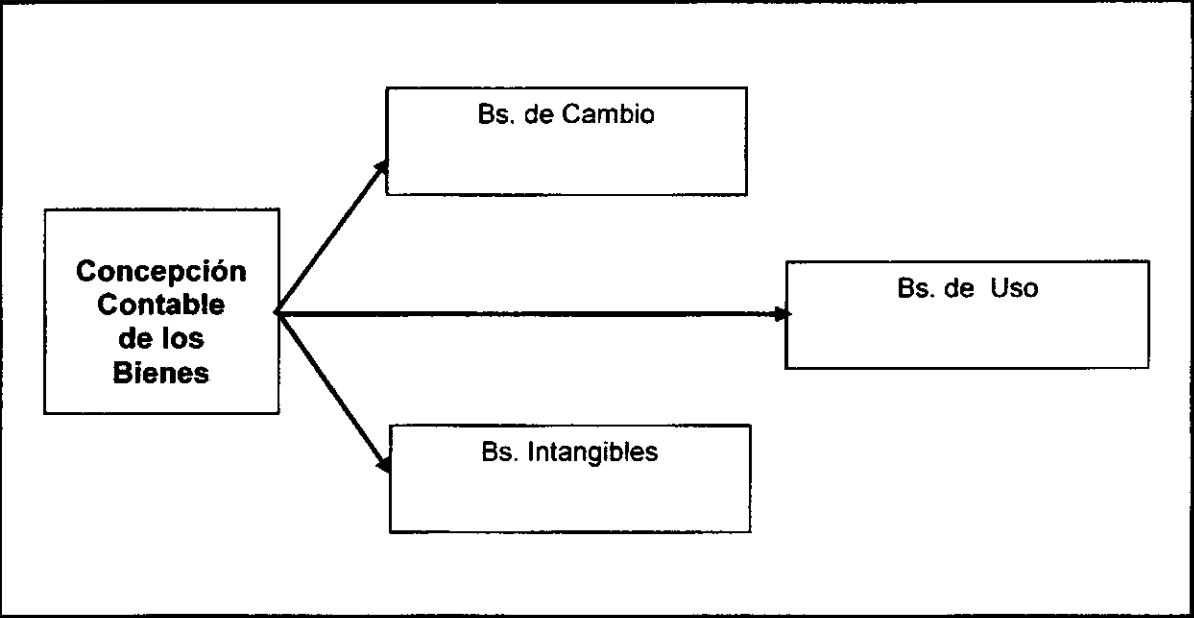 Bs. de Cambio
Concepción
Contable
de los
Bienes
Bs. de Uso
Bs. Intangibles